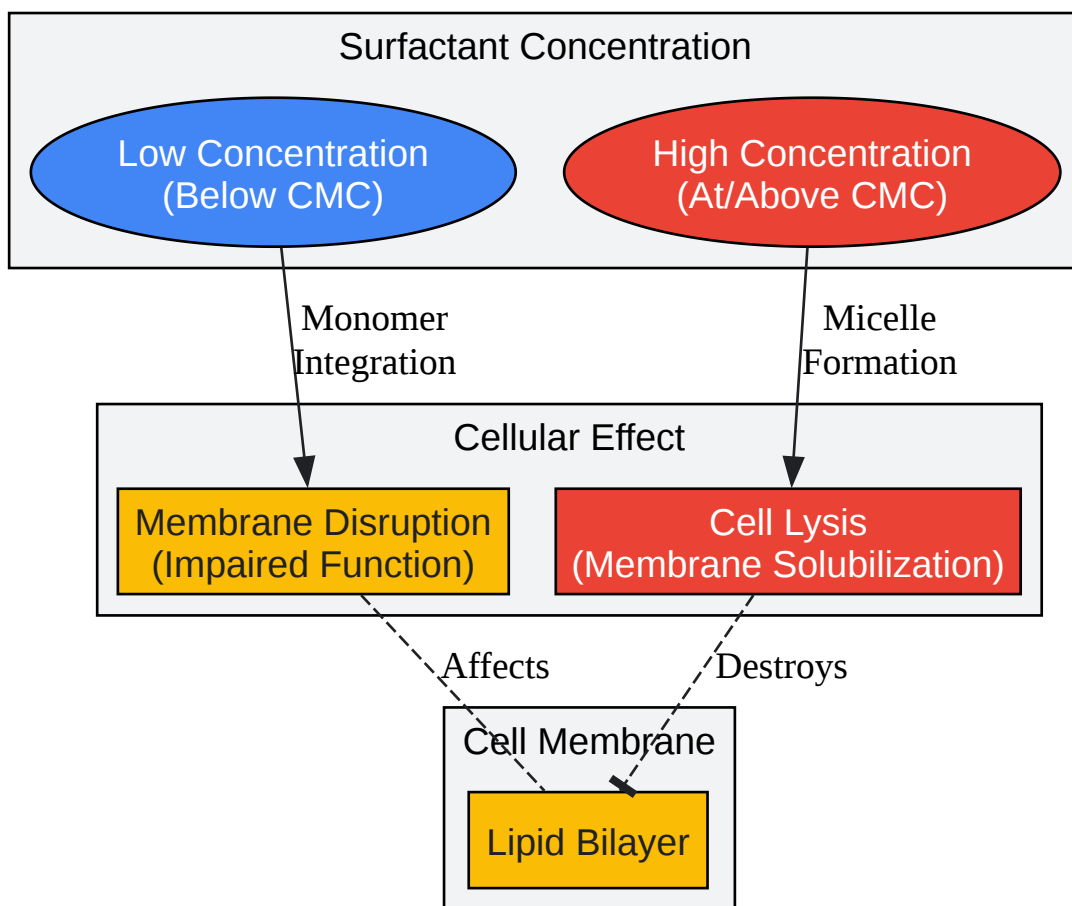 Surfactant Concentration
Low Concentration
(Below CMC)
High Concentration
(At/Above CMC)
Monomer
Integration
Micelle
Formation
Cellular Effect
Membrane Disruption
(Impaired Function)
Cell Lysis
(Membrane Solubilization)
Affects
Destroys
Cell Membrane
Lipid Bilayer